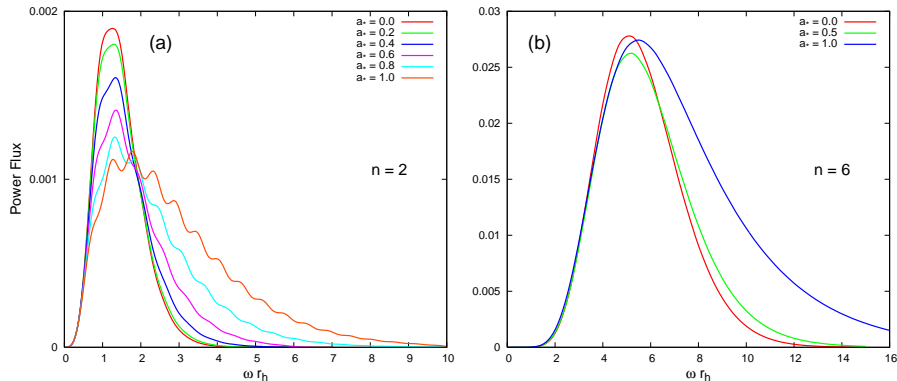 0.002
0.001
0
Power Flux
(a)
a* = 0.0
a* = 0.2
a* = 0.4
a* = 0.6
a* = 0.8
a* = 1.0
n = 2
0 1 2 3 4 5 6 7 8 9 10
ω rh
0.03
0.025
0.02
0.015
0.01
0.005
0
(b)
a* = 0.0
a* = 0.5
a* = 1.0
n = 6
0 2 4 6 8 10 12 14 16
ω rh